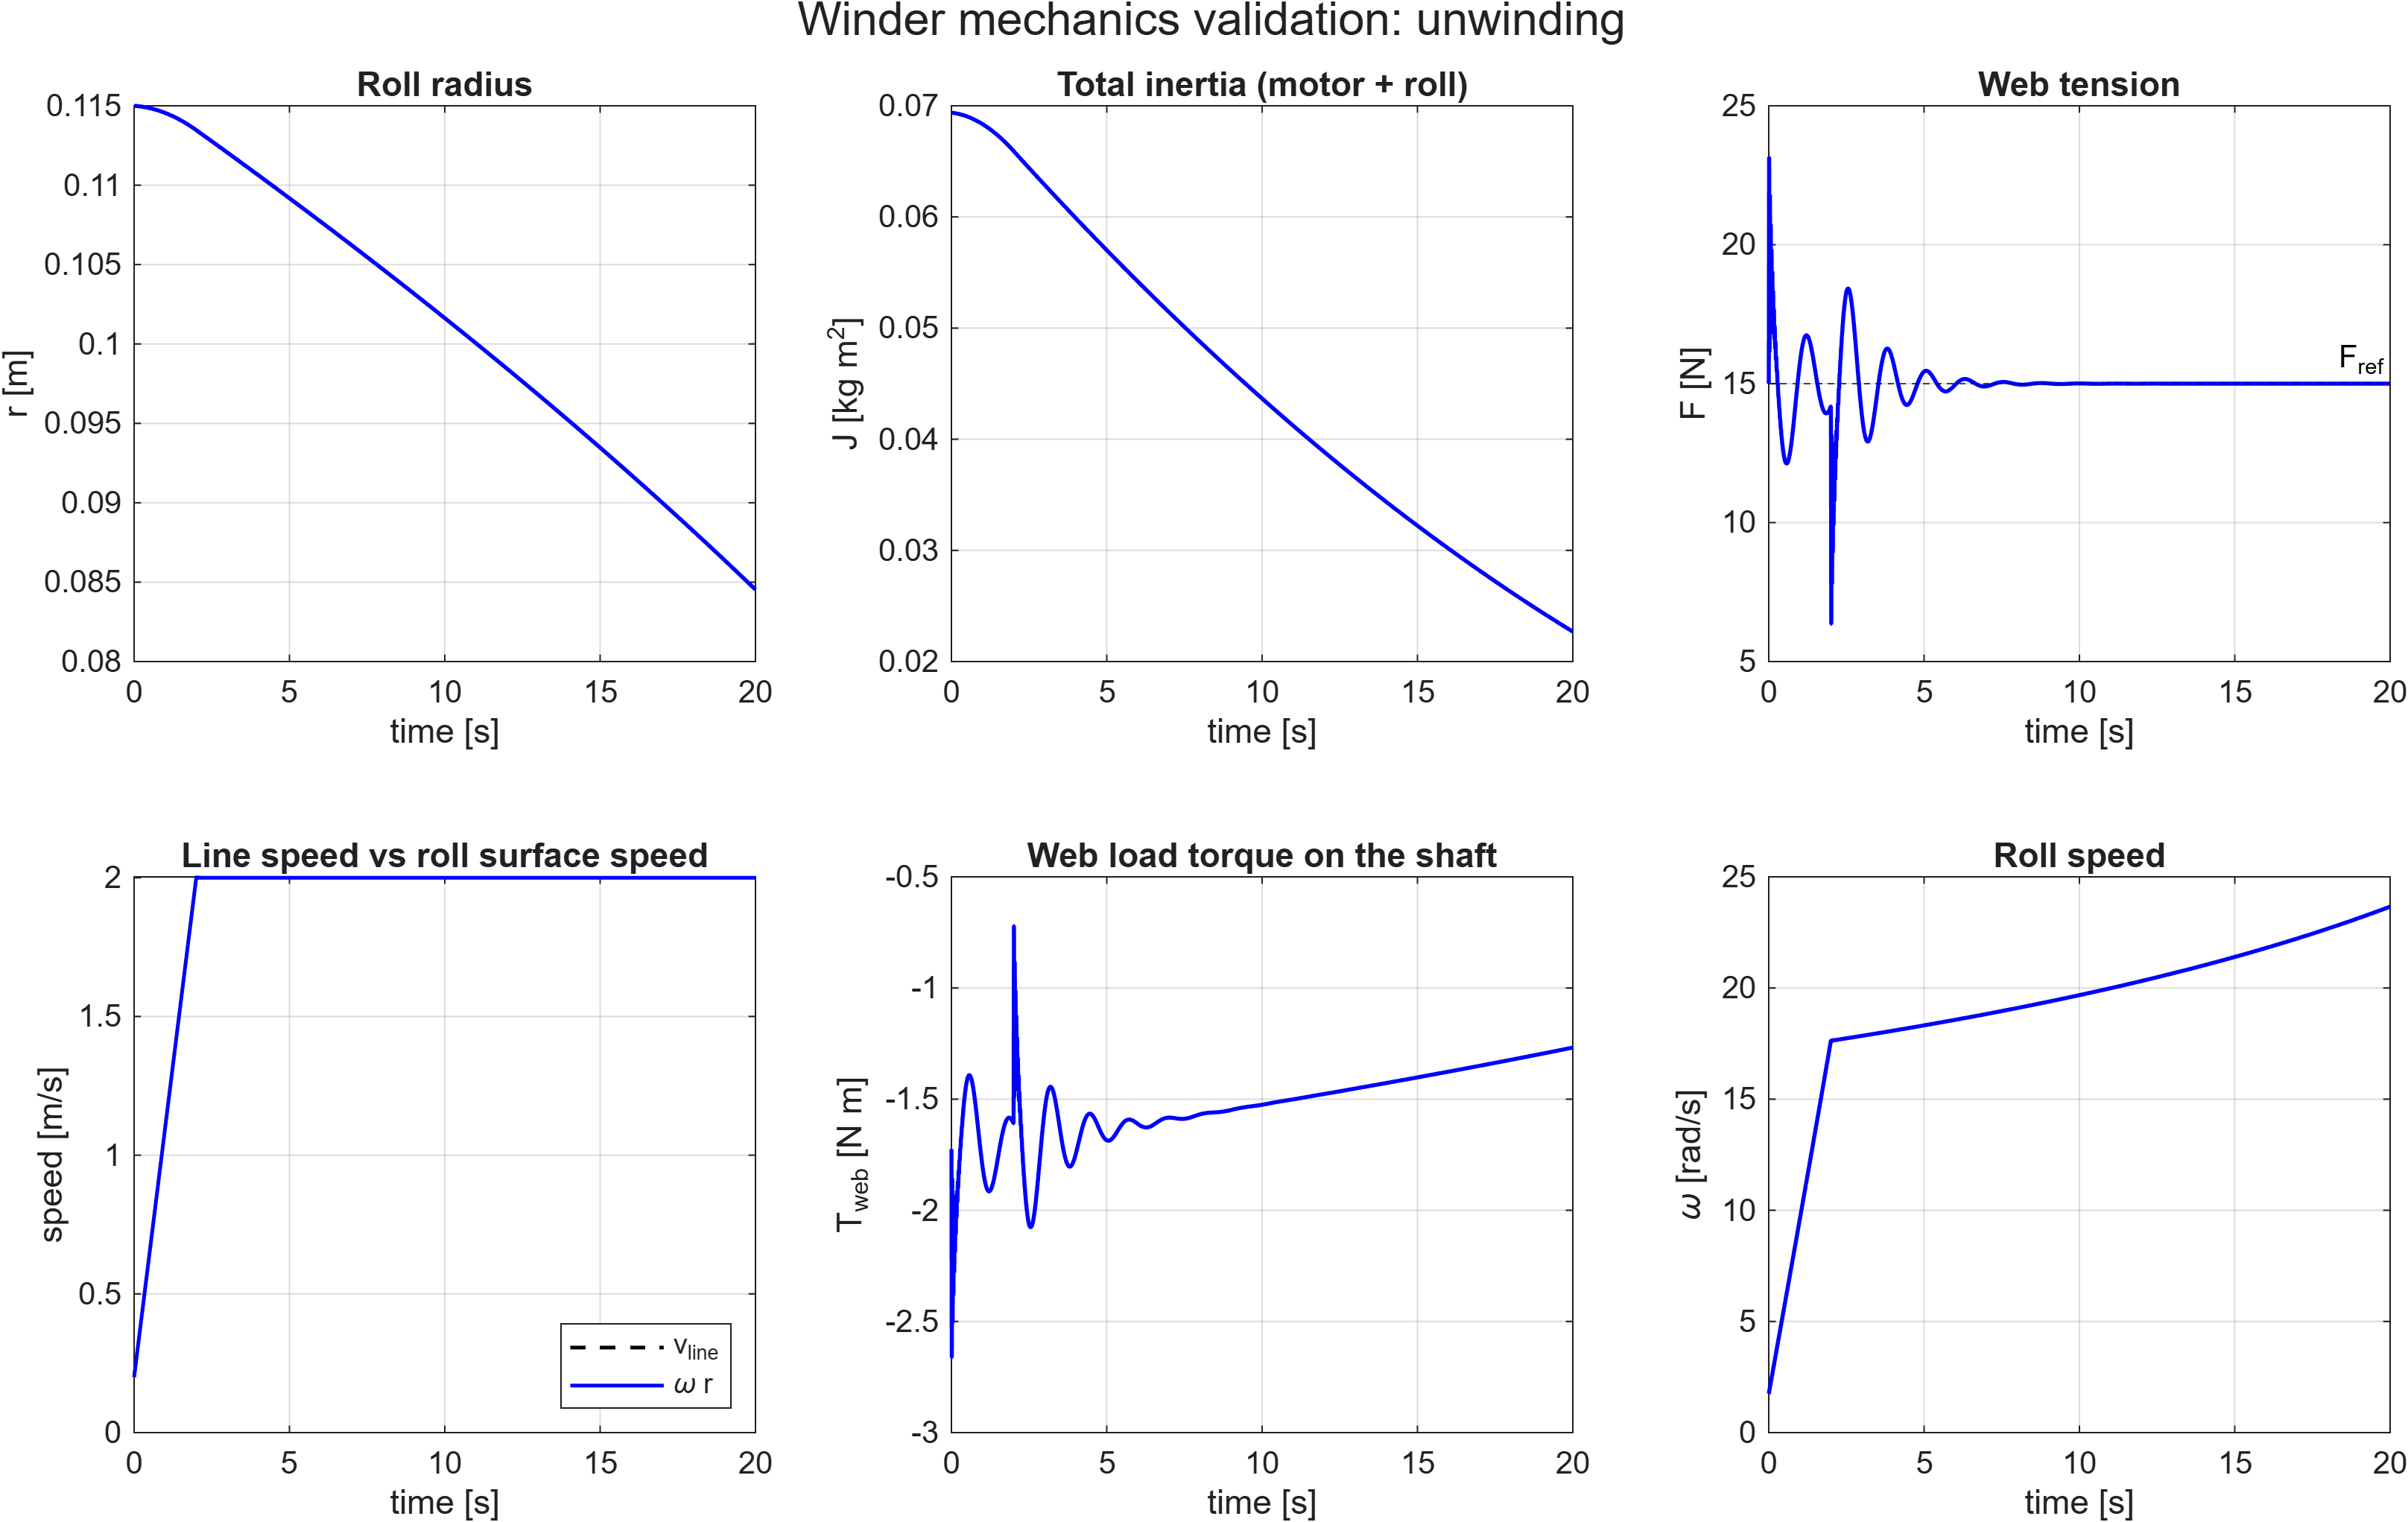 Winder mechanics validation: unwinding
Roll radius
0.115
0.11
0.105
0.1
0.095
0.09
0.085
0.08
r [m]
0 5 10 15 20
time [s]
Total inertia (motor + roll)
0.07
0.06
0.05
0.04
0.03
0.02
J [kg m²]
0 5 10 15 20
time [s]
Web tension
25
20
15
10
5
F [N]
F_ref
0 5 10 15 20
time [s]
Line speed vs roll surface speed
2
1.5
1
0.5
0
speed [m/s]
v_line
ω r
0 5 10 15 20
time [s]
Web load torque on the shaft
-0.5
-1
-1.5
-2
-2.5
-3
T_web [N m]
0 5 10 15 20
time [s]
Roll speed
25
20
15
10
5
0
ω [rad/s]
0 5 10 15 20
time [s]